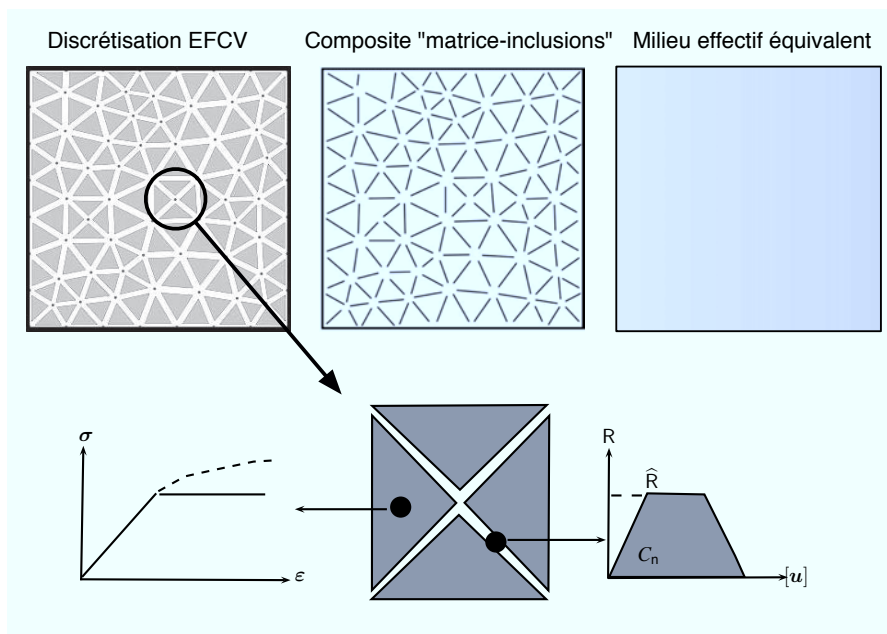 Discrétisation EFCV
Composite "matrice-inclusions"
Milieu effectif équivalent
σ
ε
R
R̂
Cn
[u]